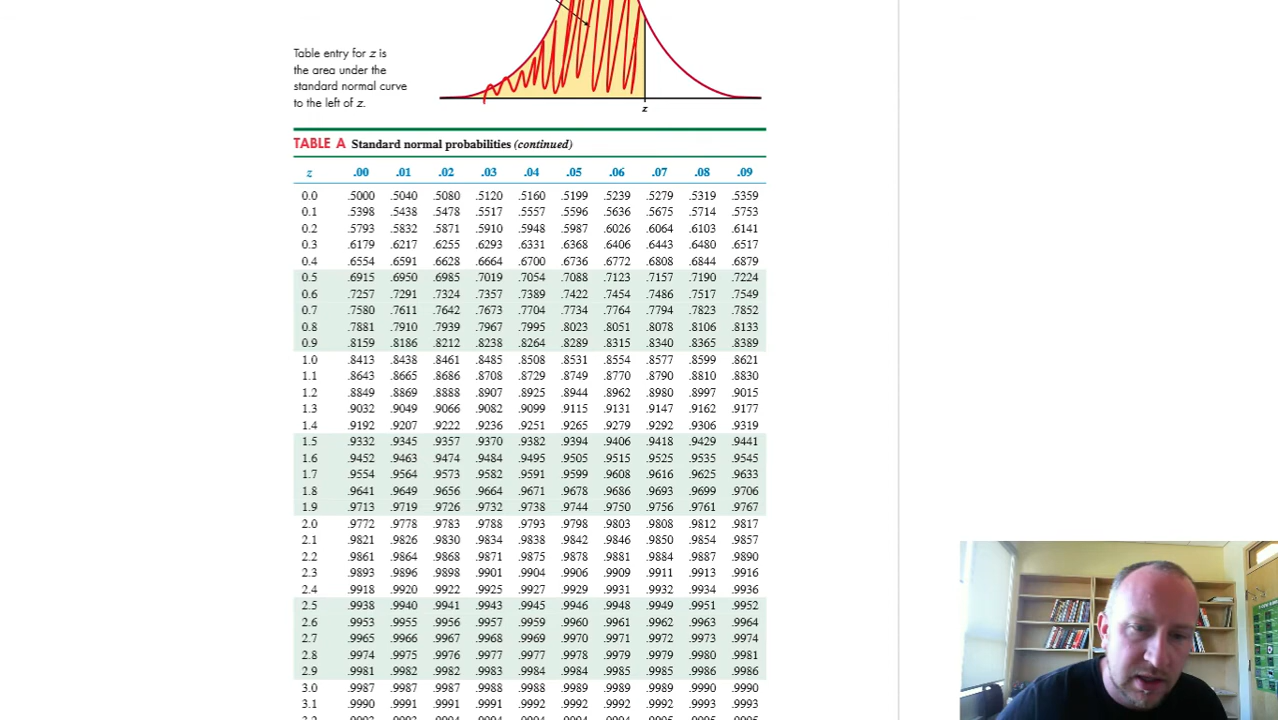 Table entry for z is
the area under the
standard normal curve
to the left of z.
z
TABLE A Standard normal probabilities (continued)
z .00 .01 .02 .03 .04 .05 .06 .07 .08 .09
0.0 .5000 .5040 .5080 .5120 .5160 .5199 .5239 .5279 .5319 .5359
0.1 .5398 .5438 .5478 .5517 .5557 .5596 .5636 .5675 .5714 .5753
0.2 .5793 .5832 .5871 .5910 .5948 .5987 .6026 .6064 .6103 .6141
0.3 .6179 .6217 .6255 .6293 .6331 .6368 .6406 .6443 .6480 .6517
0.4 .6554 .6591 .6628 .6664 .6700 .6736 .6772 .6808 .6844 .6879
0.5 .6915 .6950 .6985 .7019 .7054 .7088 .7123 .7157 .7190 .7224
0.6 .7257 .7291 .7324 .7357 .7389 .7422 .7454 .7486 .7517 .7549
0.7 .7580 .7611 .7642 .7673 .7704 .7734 .7764 .7794 .7823 .7852
0.8 .7881 .7910 .7939 .7967 .7995 .8023 .8051 .8078 .8106 .8133
0.9 .8159 .8186 .8212 .8238 .8264 .8289 .8315 .8340 .8365 .8389
1.0 .8413 .8438 .8461 .8485 .8508 .8531 .8554 .8577 .8599 .8621
1.1 .8643 .8665 .8686 .8708 .8729 .8749 .8770 .8790 .8810 .8830
1.2 .8849 .8869 .8888 .8907 .8925 .8944 .8962 .8980 .8997 .9015
1.3 .9032 .9049 .9066 .9082 .9099 .9115 .9131 .9147 .9162 .9177
1.4 .9192 .9207 .9222 .9236 .9251 .9265 .9279 .9292 .9306 .9319
1.5 .9332 .9345 .9357 .9370 .9382 .9394 .9406 .9418 .9429 .9441
1.6 .9452 .9463 .9474 .9484 .9495 .9505 .9515 .9525 .9535 .9545
1.7 .9554 .9564 .9573 .9582 .9591 .9599 .9608 .9616 .9625 .9633
1.8 .9641 .9649 .9656 .9664 .9671 .9678 .9686 .9693 .9699 .9706
1.9 .9713 .9719 .9726 .9732 .9738 .9744 .9750 .9756 .9761 .9767
2.0 .9772 .9778 .9783 .9788 .9793 .9798 .9803 .9808 .9812 .9817
2.1 .9821 .9826 .9830 .9834 .9838 .9842 .9846 .9850 .9854 .9857
2.2 .9861 .9864 .9868 .9871 .9875 .9878 .9881 .9884 .9887 .9890
2.3 .9893 .9896 .9898 .9901 .9904 .9906 .9909 .9911 .9913 .9916
2.4 .9918 .9920 .9922 .9925 .9927 .9929 .9931 .9932 .9934 .9936
2.5 .9938 .9940 .9941 .9943 .9945 .9946 .9948 .9949 .9951 .9952
2.6 .9953 .9955 .9956 .9957 .9959 .9960 .9961 .9962 .9963 .9964
2.7 .9965 .9966 .9967 .9968 .9969 .9970 .9971 .9972 .9973 .9974
2.8 .9974 .9975 .9976 .9977 .9977 .9978 .9979 .9979 .9980 .9981
2.9 .9981 .9982 .9982 .9983 .9984 .9984 .9985 .9985 .9986 .9986
3.0 .9987 .9987 .9987 .9988 .9988 .9989 .9989 .9989 .9990 .9990
3.1 .9990 .9991 .9991 .9991 .9992 .9992 .9992 .9992 .9993 .9993